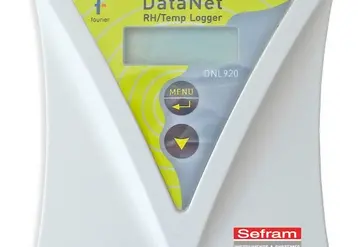 DataNet
fourier
RH/Temp Logger
DNL920
MENU
Sefram